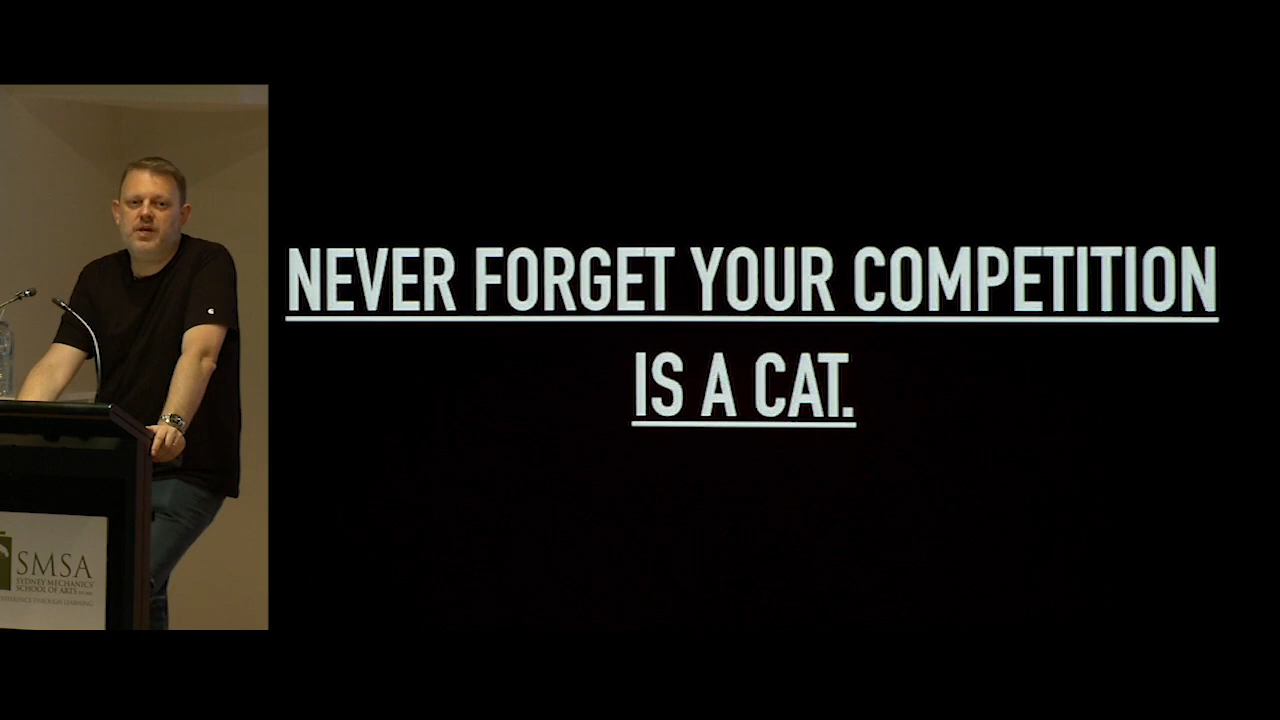 NEVER FORGET YOUR COMPETITION
IS A CAT.
SMSA
SYDNEY MECHANICS'
SCHOOL OF ARTS